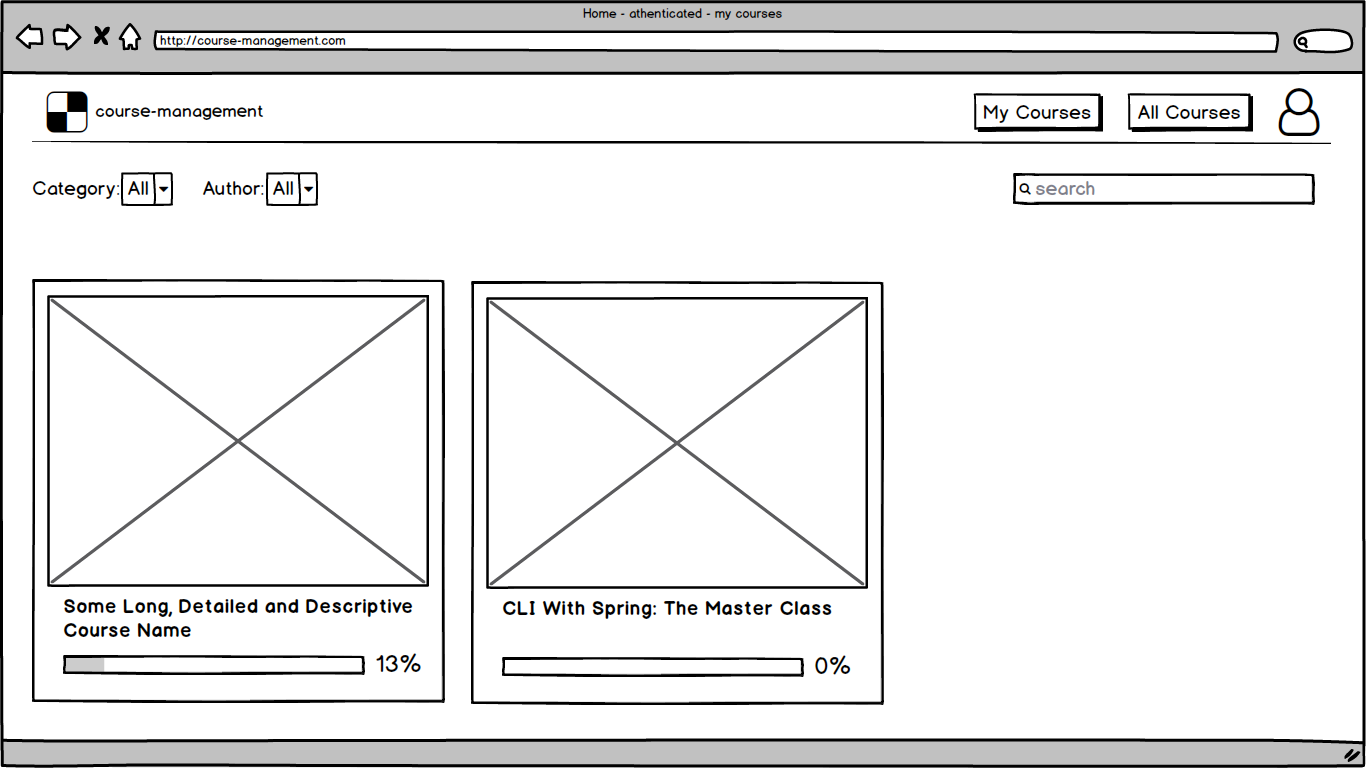 Home - athenticated - my courses
http://course-management.com
course-management
My Courses
All Courses
Category: All
Author: All
search
Some Long, Detailed and Descriptive
Course Name
13%
CLI With Spring: The Master Class
0%